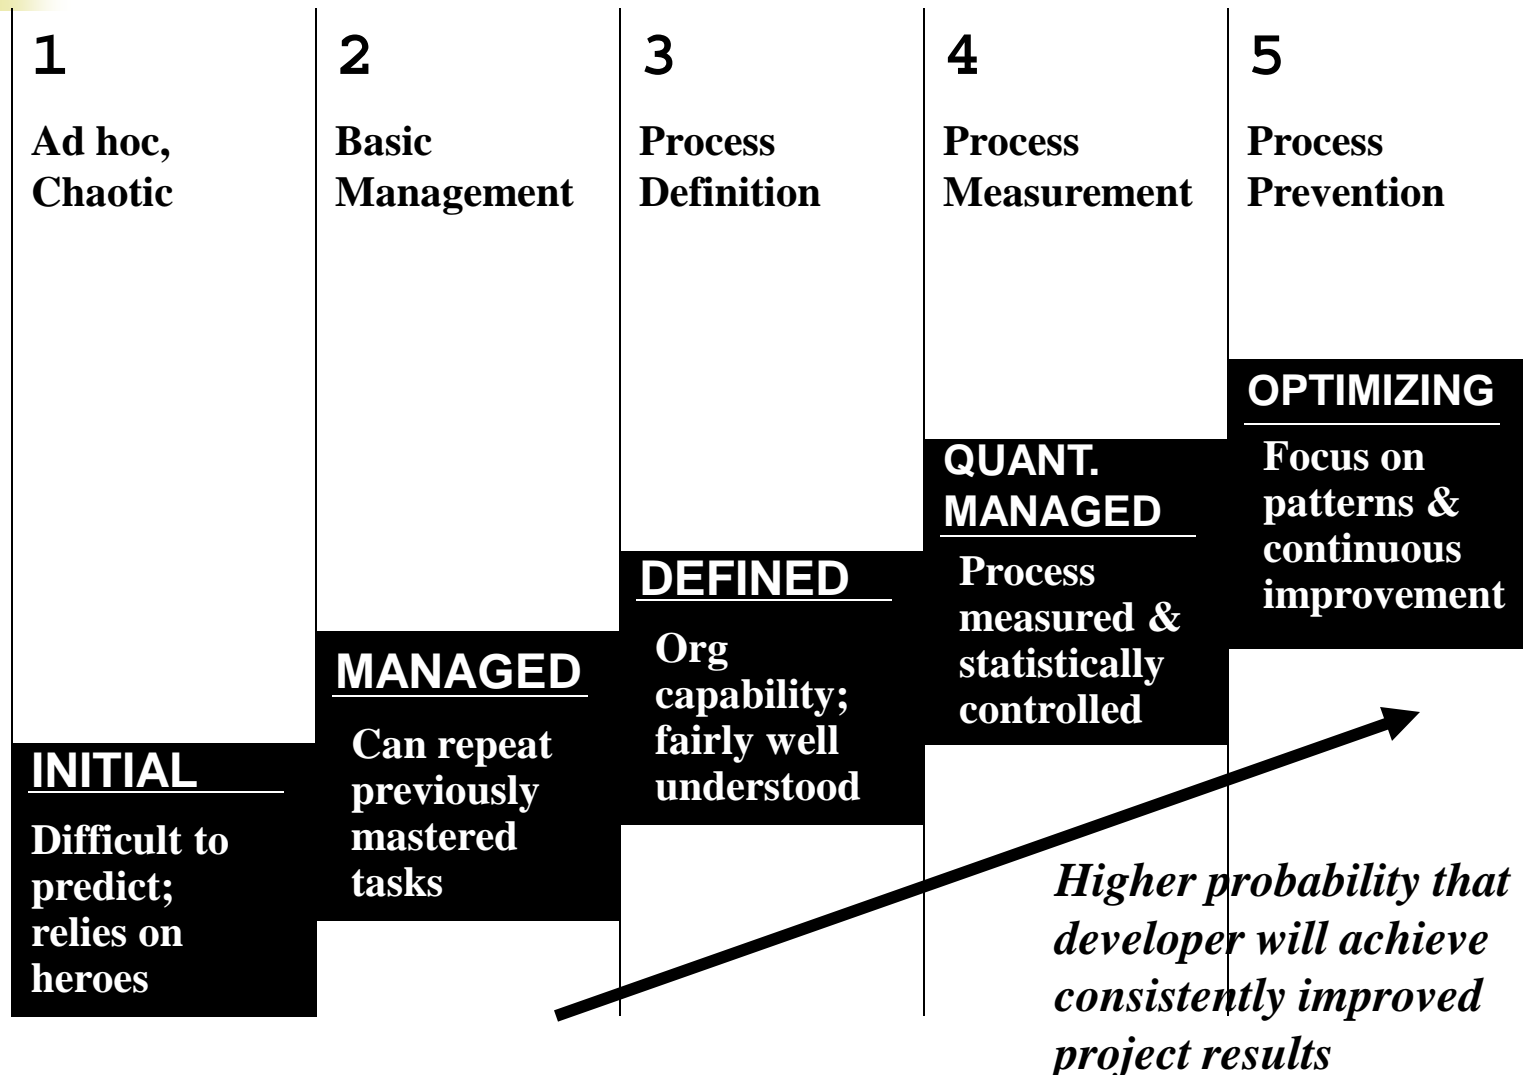 1
Ad hoc,
Chaotic
INITIAL
Difficult to
predict;
relies on
heroes
2
Basic
Management
MANAGED
Can repeat
previously
mastered
tasks
3
Process
Definition
DEFINED
Org
capability;
fairly well
understood
4
Process
Measurement
QUANT.
MANAGED
Process
measured &
statistically
controlled
5
Process
Prevention
OPTIMIZING
Focus on
patterns &
continuous
improvement
Higher probability that
developer will achieve
consistently improved
project results